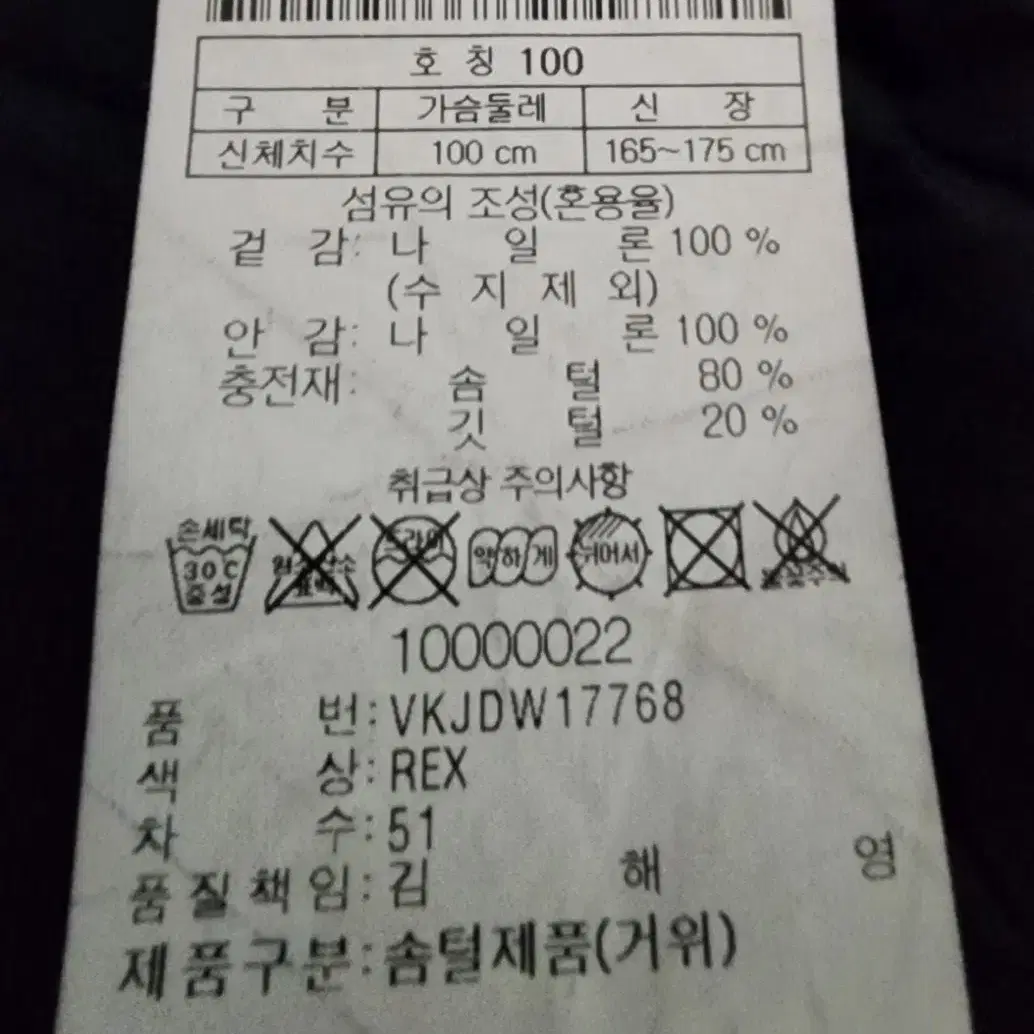 호 칭 100
구 분 가슴둘레 신 장
신체치수 100 cm 165~175 cm
섬유의 조성(혼용율)
겉 감: 나 일 론 100 %
(수 지 제 외)
안 감: 나 일 론 100 %
충전재: 솜 털 80 %
깃 털 20 %
취급상 주의사항
손세탁 30℃ 중성
드라이
약하게
뉘어서
10000022
품 번: VKJDW17768
색 상: REX
차 수: 51
품질책임: 김 해 영
제품구분: 솜털제품(거위)